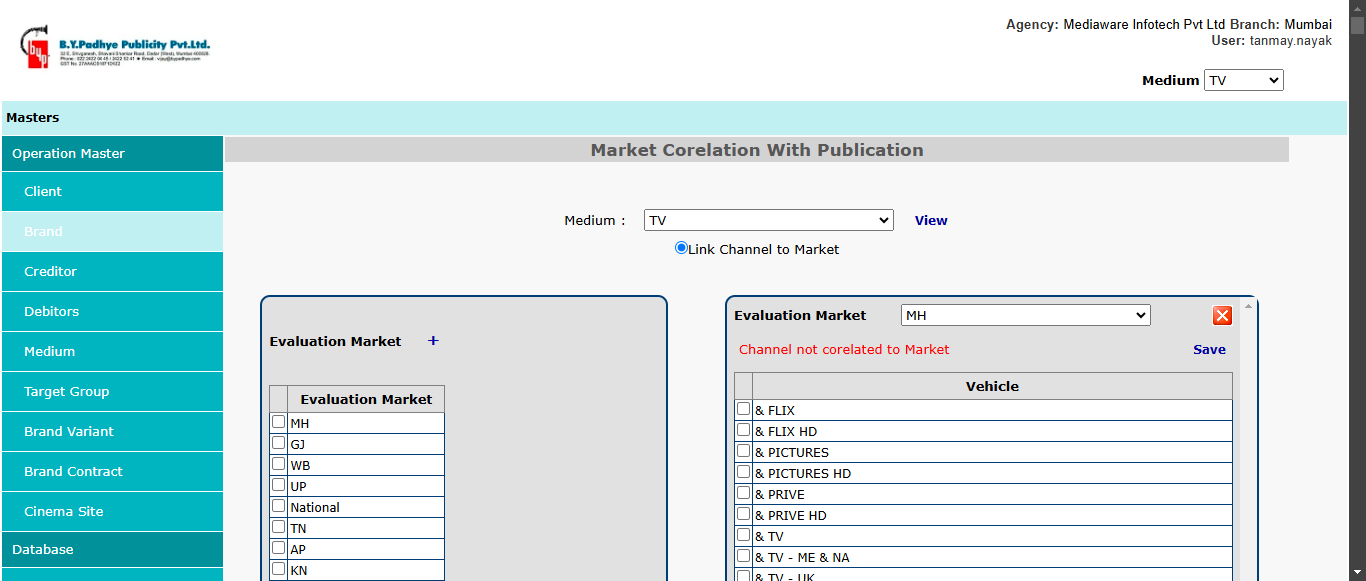 B.Y.Padhye Publicity Pvt.Ltd.
Agency: Mediaware Infotech Pvt Ltd Branch: Mumbai
User: tanmay.nayak
Medium TV
Masters
Operation Master
Client
Brand
Creditor
Debitors
Medium
Target Group
Brand Variant
Brand Contract
Cinema Site
Database
Market Corelation With Publication
Medium : TV View
Link Channel to Market
Evaluation Market +
Evaluation Market
MH
GJ
WB
UP
National
TN
AP
KN
Evaluation Market MH
Channel not corelated to Market Save
Vehicle
& FLIX
& FLIX HD
& PICTURES
& PICTURES HD
& PRIVE
& PRIVE HD
& TV
& TV - ME & NA
& TV - UK